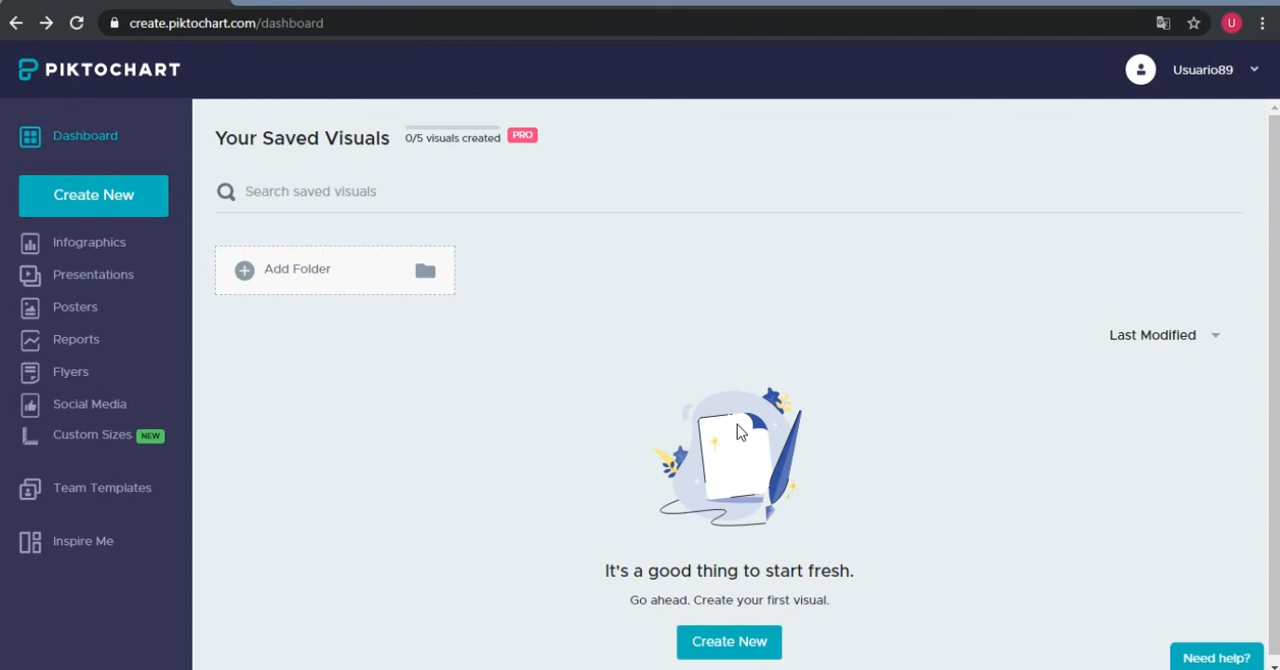 create.piktochart.com/dashboard
U
PIKTOCHART
Usuario89
Dashboard
Create New
Infographics
Presentations
Posters
Reports
Flyers
Social Media
Custom Sizes NEW
Team Templates
Inspire Me
Your Saved Visuals 0/5 visuals created PRO
Search saved visuals
Add Folder
Last Modified
It's a good thing to start fresh.
Go ahead. Create your first visual.
Create New
Need help?